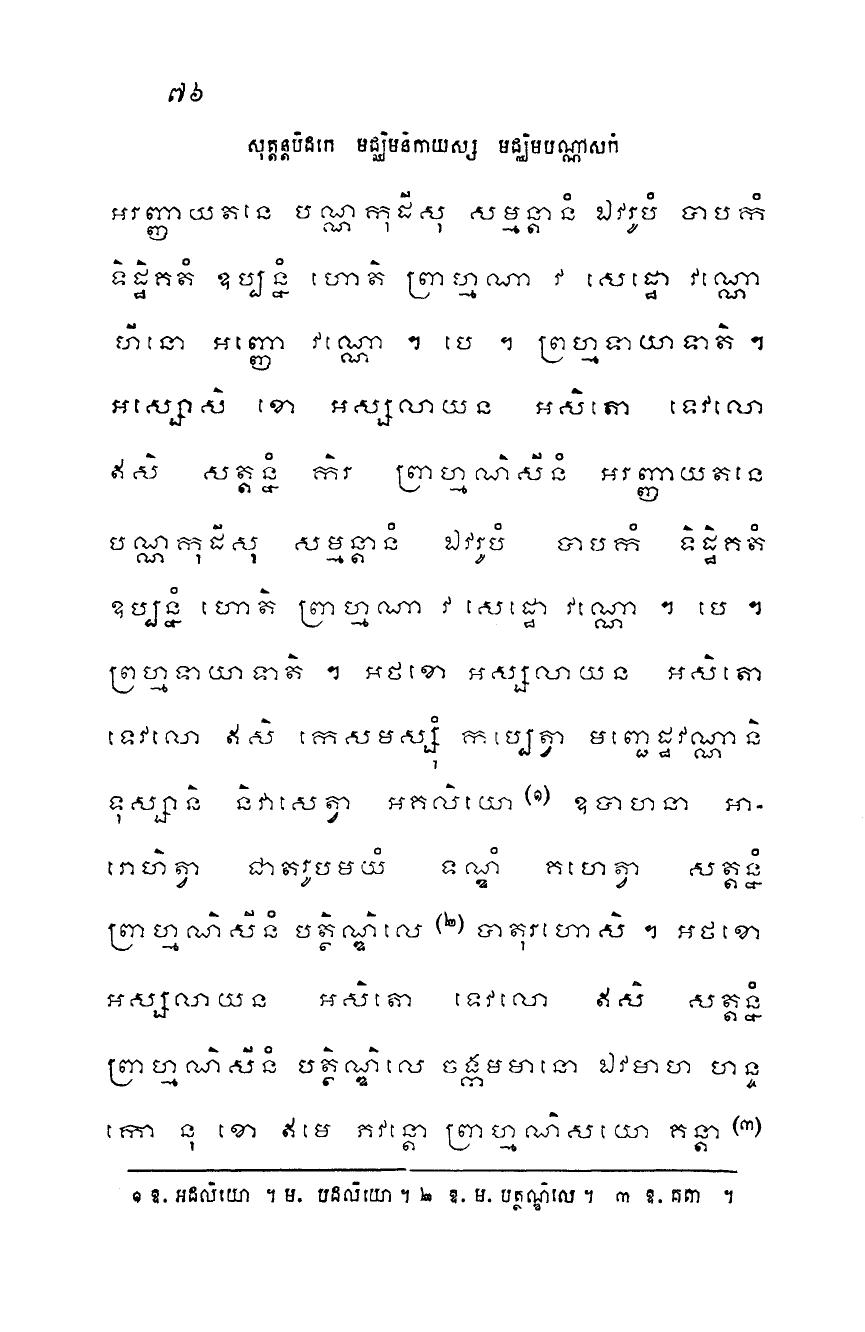 ៧៦
សុត្តន្តបិដកេ មជ្ឈិមនិកាយស្ស មជ្ឈិមបណ្ណាសកំ
អរញ្ញាយតនេ បណ្ណកុដីសុ សម្មន្តានំ ឯវរូបំ បាបកំ
ទិដ្ឋិគតំ ឧប្បន្នំ ហោតិ ព្រាហ្មណា វ សេដ្ឋោ វណ្ណោ
ហីនោ អញ្ញោ វណ្ណោ ។ បេ ។ ព្រហ្មទាយាទាតិ ។
អស្សោសិ ខោ អស្សលាយន អសិតោ ទេវលោ
ឥសិ សត្តន្នំ កិរ ព្រាហ្មណិសីនំ អរញ្ញាយតនេ
បណ្ណកុដីសុ សម្មន្តានំ ឯវរូបំ បាបកំ ទិដ្ឋិគតំ
ឧប្បន្នំ ហោតិ ព្រាហ្មណា វ សេដ្ឋោ វណ្ណោ ។ បេ ។
ព្រហ្មទាយាទាតិ ។ អថខោ អស្សលាយន អសិតោ
ទេវលោ ឥសិ កេសមស្សុំ កប្បេត្វា មញ្ជេដ្ឋវណ្ណានិ
ទុស្សានិ និវាសេត្វា អគលិយោ (១) ឧបាហនា អា-
រោហិត្វា ជាតរូបមយំ ទណ្ឌំ គហេត្វា សត្តន្នំ
ព្រាហ្មណិសីនំ បត្ថិណ្ឌិលេ (២) បាតុរហោសិ ។ អថខោ
អស្សលាយន អសិតោ ទេវលោ ឥសិ សត្តន្នំ
ព្រាហ្មណិសីនំ បត្ថិណ្ឌិលេ ចង្កមមានោ ឯវមាហ ហន្ទ
កោ នុ ខោ ឥមេ ភវន្តោ ព្រាហ្មណិសយោ គន្តា (៣)
១ ឱ. អដលិយោ ។ ម. បដលិយោ ។ ២ ឱ. ម. បត្ថណ្ឌិលេ ។ ៣ ឱ. គតា ។